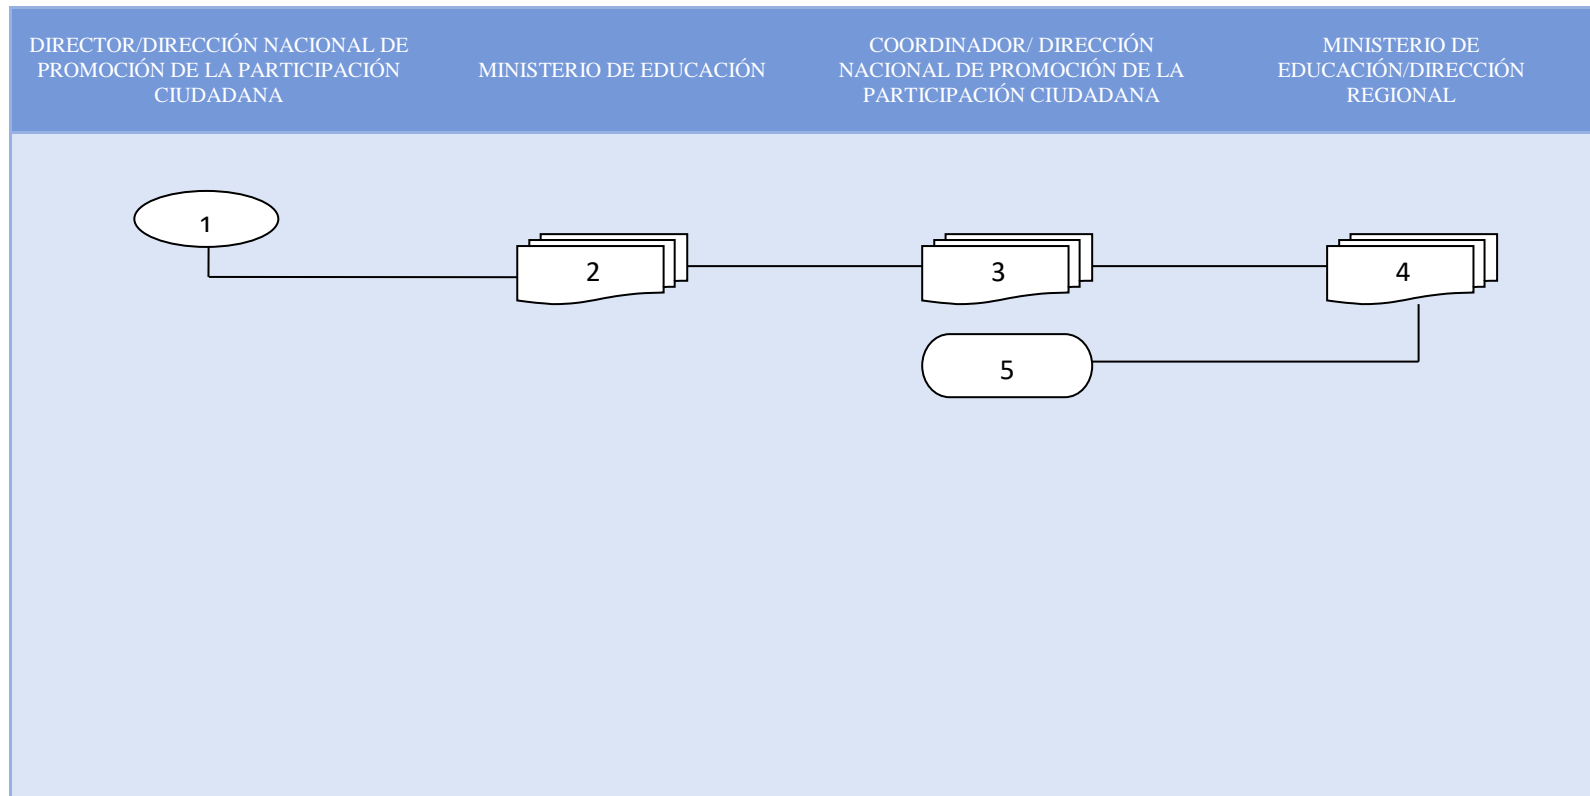 DIRECTOR/DIRECCIÓN NACIONAL DE
PROMOCIÓN DE LA PARTICIPACIÓN
CIUDADANA
MINISTERIO DE EDUCACIÓN
COORDINADOR/ DIRECCIÓN
NACIONAL DE PROMOCIÓN DE LA
PARTICIPACIÓN CIUDADANA
MINISTERIO DE
EDUCACIÓN/DIRECCIÓN
REGIONAL
1
2
3
4
5